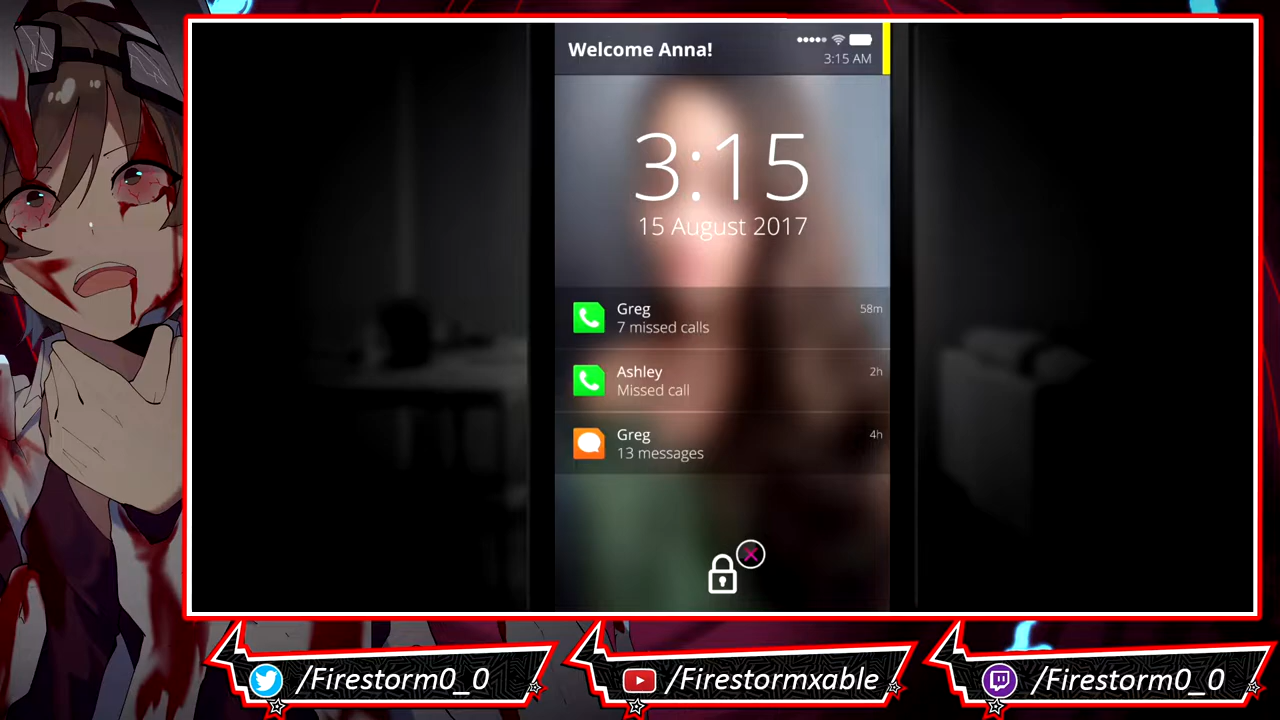 Welcome Anna!
3:15 AM
3:15
15 August 2017
Greg
58m
7 missed calls
Ashley
2h
Missed call
Greg
4h
13 messages
/Firestorm0_0
/Firestormxable
/Firestorm0_0